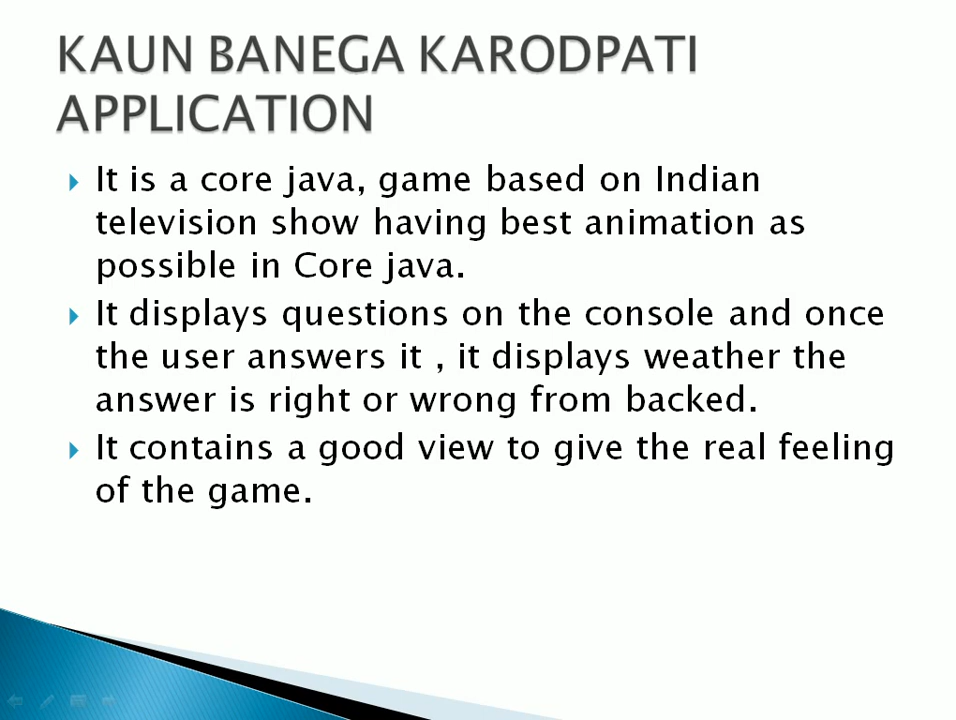 KAUN BANEGA KARODPATI
APPLICATION
It is a core java, game based on Indian
television show having best animation as
possible in Core java.
It displays questions on the console and once
the user answers it , it displays weather the
answer is right or wrong from backed.
It contains a good view to give the real feeling
of the game.